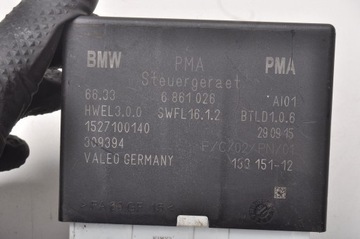 BMW PMA PMA
Steuergeraet
66.33 6 861 026 AI01
HWEL3.0.0 SWFL16.1.2 BTLD1.0.6
1527100140 29.09.15
309394
VALEO GERMANY 133 151-12